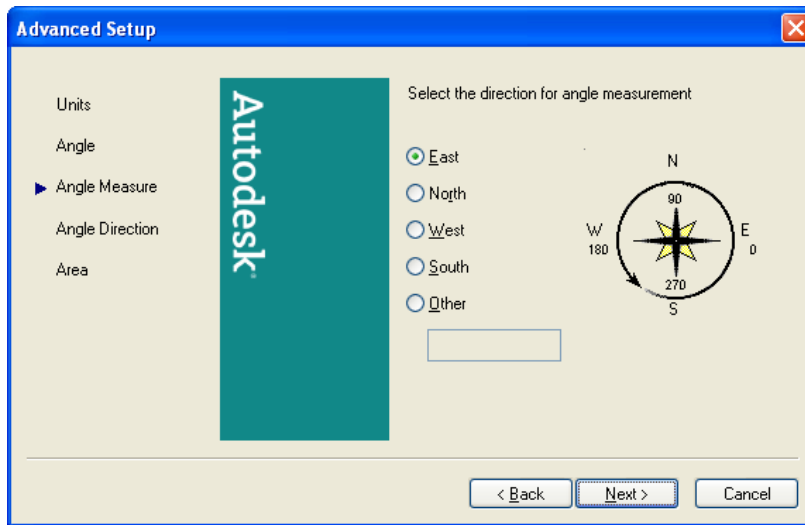 Advanced Setup
Units
Angle
Angle Measure
Angle Direction
Area
Autodesk
Select the direction for angle measurement
East
North
West
South
Other
N
90
W
180
E
0
270
S
< Back
Next >
Cancel